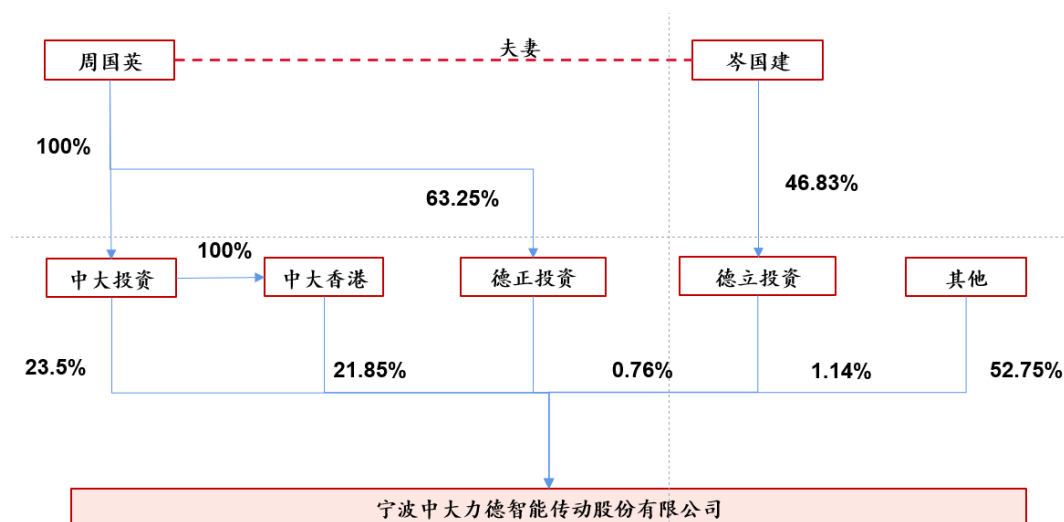 夫妻
周国英
岑国建
100%
63.25%
46.83%
100%
中大投资
中大香港
德正投资
德立投资
其他
23.5%
21.85%
0.76%
1.14%
52.75%
宁波中大力德智能传动股份有限公司